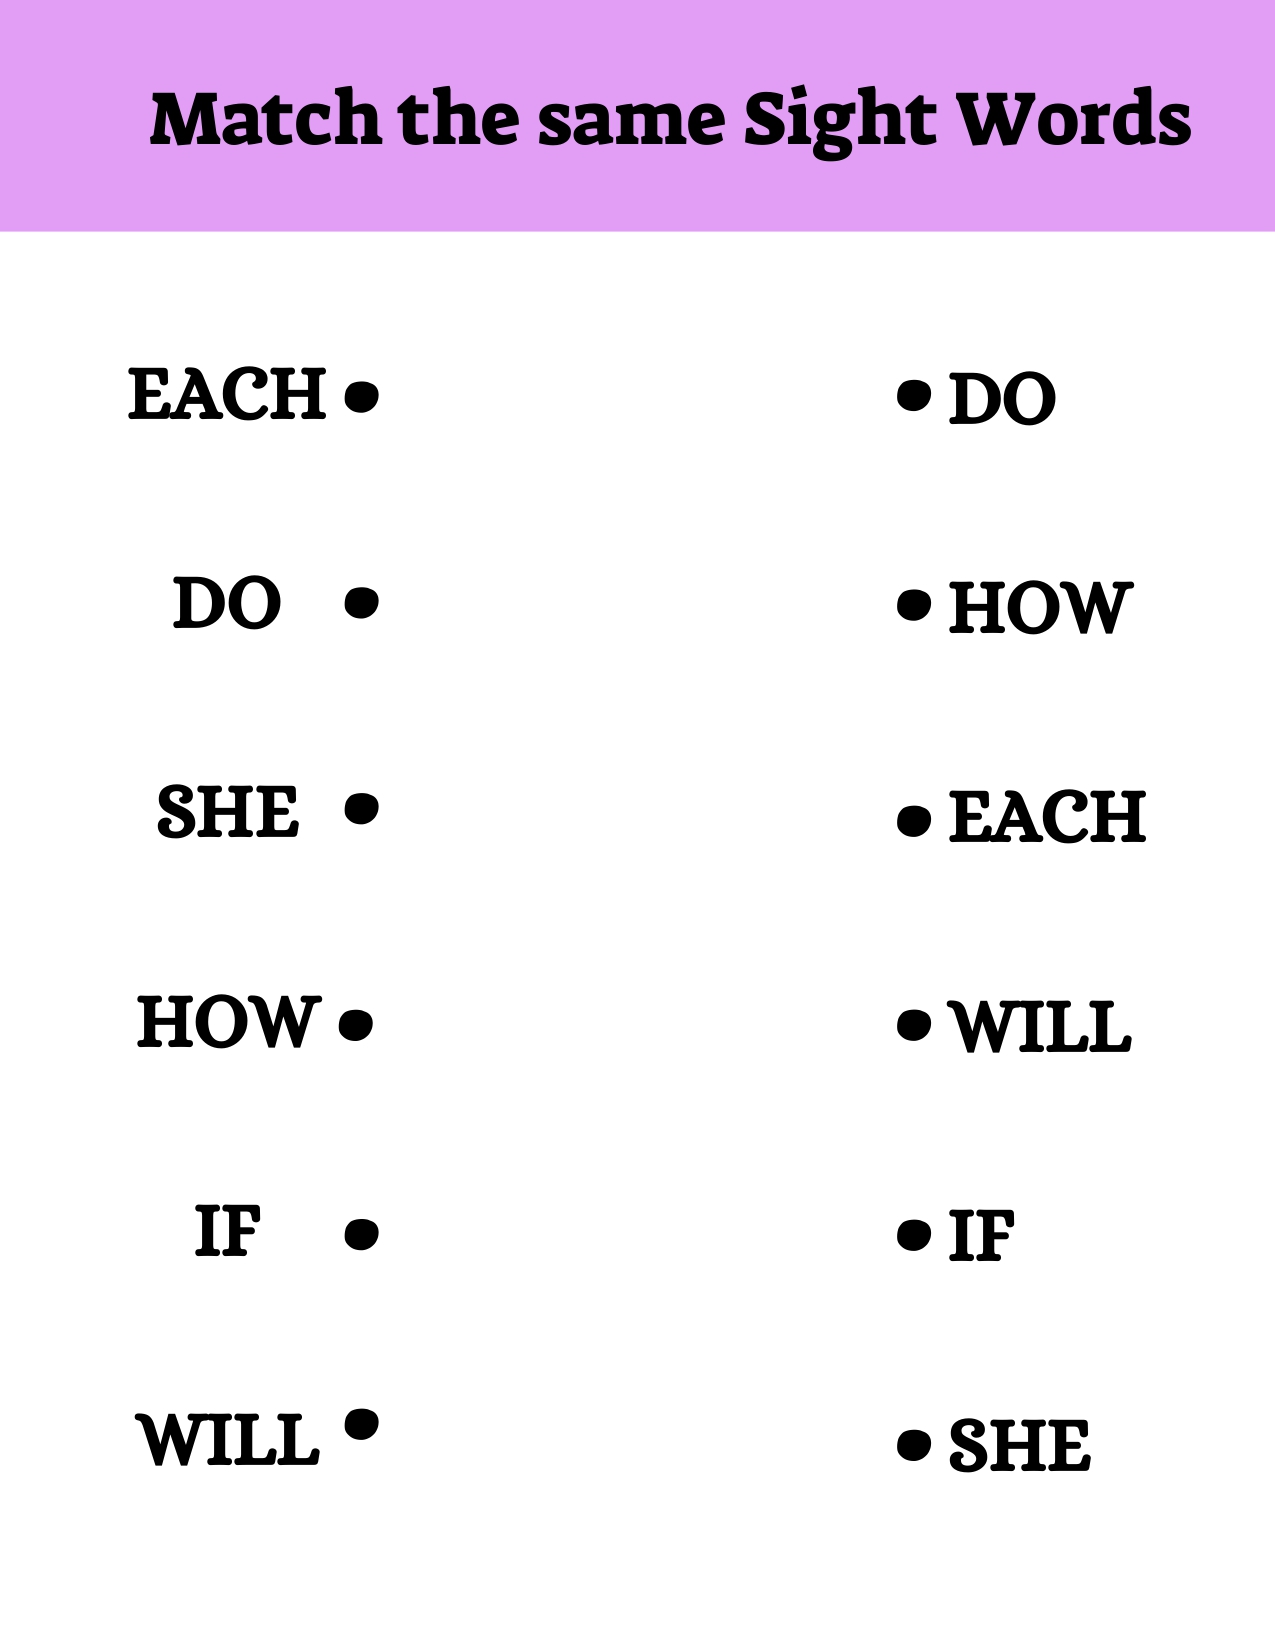 Match the same Sight Words
EACH • • DO
DO • • HOW
SHE • • EACH
HOW • • WILL
IF • • IF
WILL • • SHE